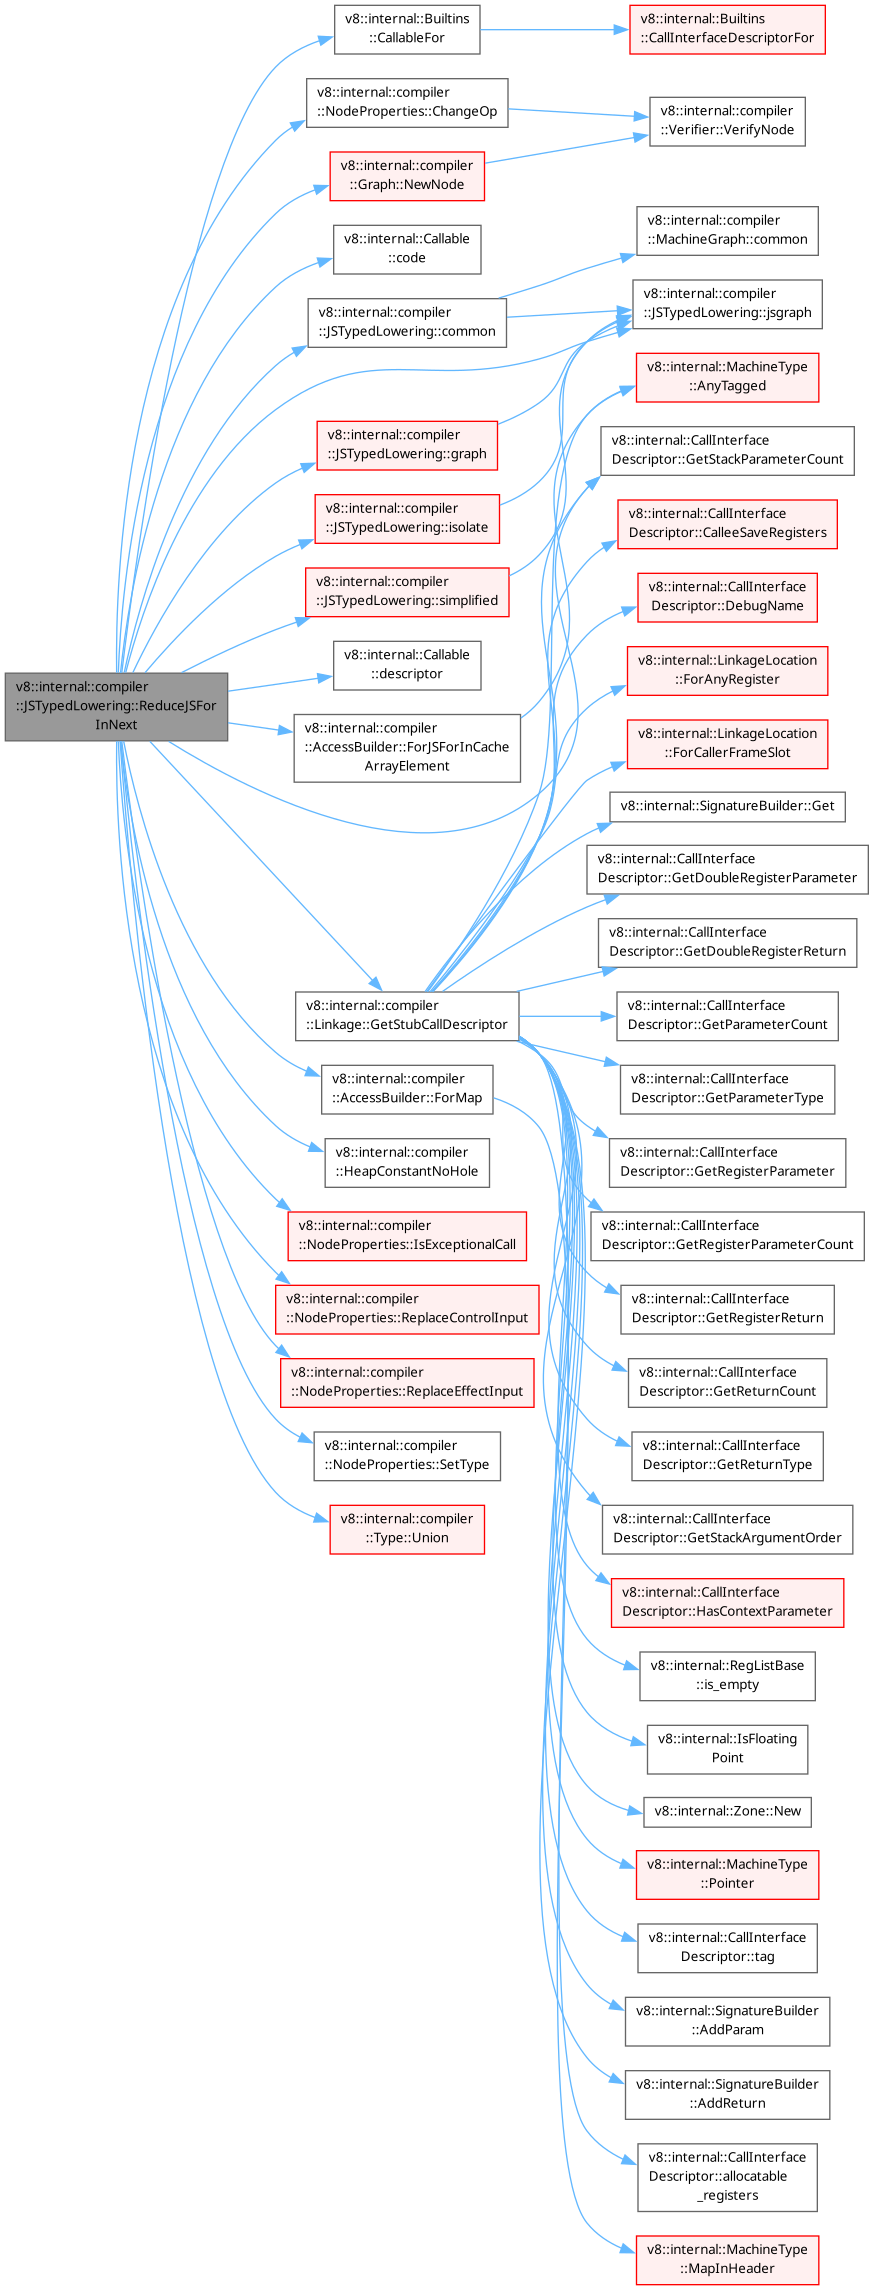 v8::internal::compiler
::JSTypedLowering::ReduceJSFor
InNext
v8::internal::Builtins
::CallableFor
v8::internal::compiler
::NodeProperties::ChangeOp
v8::internal::compiler
::Graph::NewNode
v8::internal::Callable
::code
v8::internal::compiler
::JSTypedLowering::common
v8::internal::compiler
::JSTypedLowering::graph
v8::internal::compiler
::JSTypedLowering::isolate
v8::internal::compiler
::JSTypedLowering::simplified
v8::internal::Callable
::descriptor
v8::internal::compiler
::AccessBuilder::ForJSForInCache
ArrayElement
v8::internal::compiler
::Linkage::GetStubCallDescriptor
v8::internal::compiler
::AccessBuilder::ForMap
v8::internal::compiler
::HeapConstantNoHole
v8::internal::compiler
::NodeProperties::IsExceptionalCall
v8::internal::compiler
::NodeProperties::ReplaceControlInput
v8::internal::compiler
::NodeProperties::ReplaceEffectInput
v8::internal::compiler
::NodeProperties::SetType
v8::internal::compiler
::Type::Union
v8::internal::Builtins
::CallInterfaceDescriptorFor
v8::internal::compiler
::Verifier::VerifyNode
v8::internal::compiler
::MachineGraph::common
v8::internal::compiler
::JSTypedLowering::jsgraph
v8::internal::MachineType
::AnyTagged
v8::internal::CallInterface
Descriptor::GetStackParameterCount
v8::internal::CallInterface
Descriptor::CalleeSaveRegisters
v8::internal::CallInterface
Descriptor::DebugName
v8::internal::LinkageLocation
::ForAnyRegister
v8::internal::LinkageLocation
::ForCallerFrameSlot
v8::internal::SignatureBuilder::Get
v8::internal::CallInterface
Descriptor::GetDoubleRegisterParameter
v8::internal::CallInterface
Descriptor::GetDoubleRegisterReturn
v8::internal::CallInterface
Descriptor::GetParameterCount
v8::internal::CallInterface
Descriptor::GetParameterType
v8::internal::CallInterface
Descriptor::GetRegisterParameter
v8::internal::CallInterface
Descriptor::GetRegisterParameterCount
v8::internal::CallInterface
Descriptor::GetRegisterReturn
v8::internal::CallInterface
Descriptor::GetReturnCount
v8::internal::CallInterface
Descriptor::GetReturnType
v8::internal::CallInterface
Descriptor::GetStackArgumentOrder
v8::internal::CallInterface
Descriptor::HasContextParameter
v8::internal::RegListBase
::is_empty
v8::internal::IsFloating
Point
v8::internal::Zone::New
v8::internal::MachineType
::Pointer
v8::internal::CallInterface
Descriptor::tag
v8::internal::SignatureBuilder
::AddParam
v8::internal::SignatureBuilder
::AddReturn
v8::internal::CallInterface
Descriptor::allocatable
_registers
v8::internal::MachineType
::MapInHeader